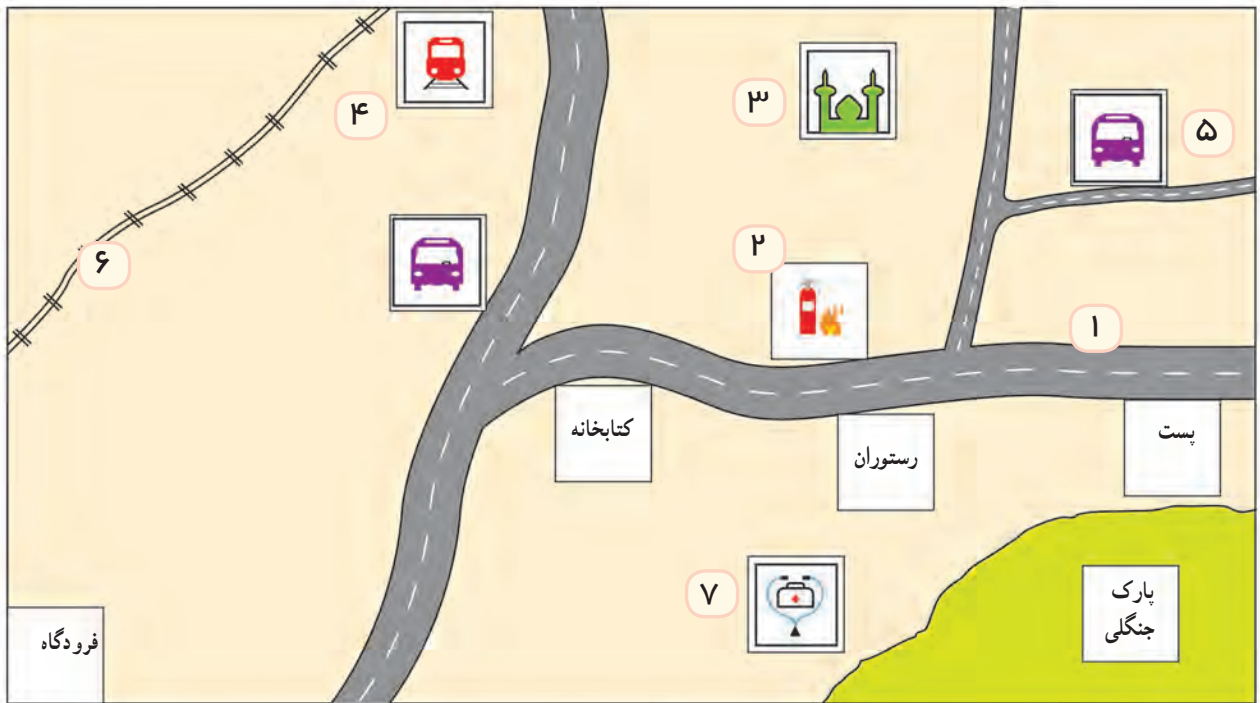 ۳
۵
۴
۲
۶
۱
کتابخانه
پست
رستوران
۷
پارک
جنگلی
فرودگاه